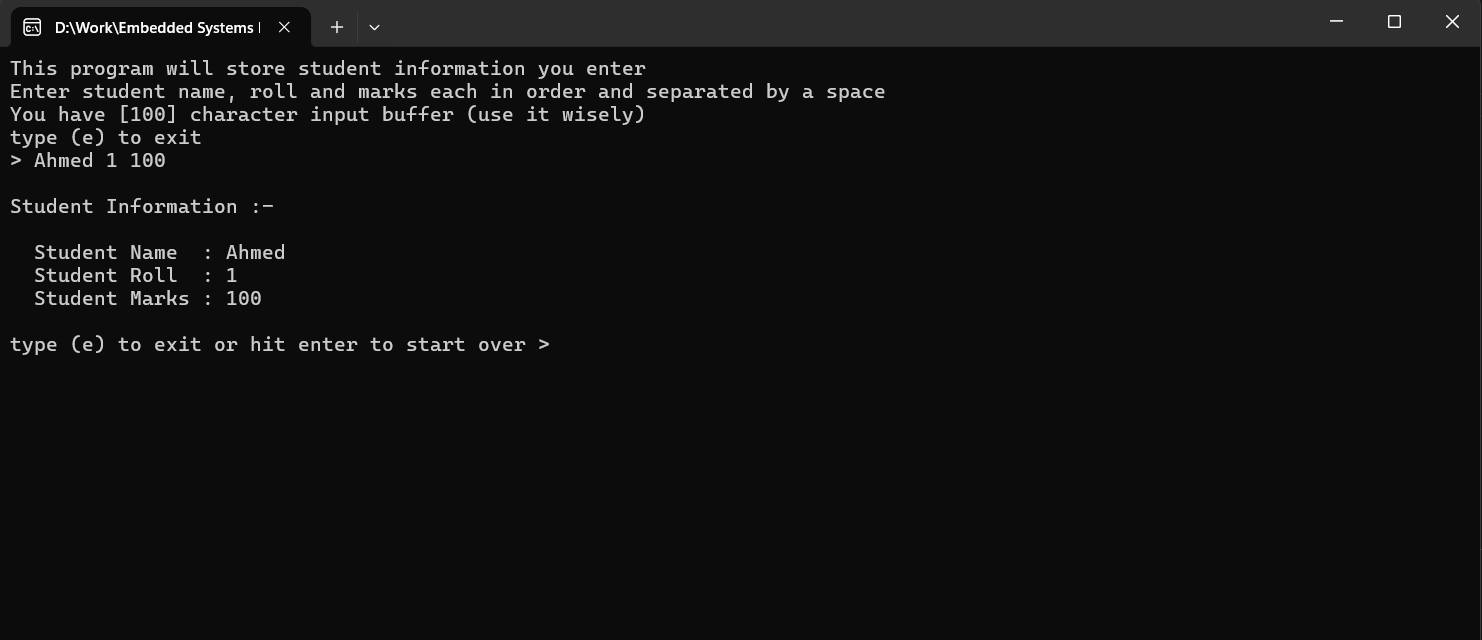 D:\Work\Embedded Systems
This program will store student information you enter
Enter student name, roll and marks each in order and separated by a space
You have [100] character input buffer (use it wisely)
type (e) to exit
> Ahmed 1 100
Student Information :-
Student Name  : Ahmed
Student Roll  : 1
Student Marks : 100
type (e) to exit or hit enter to start over >